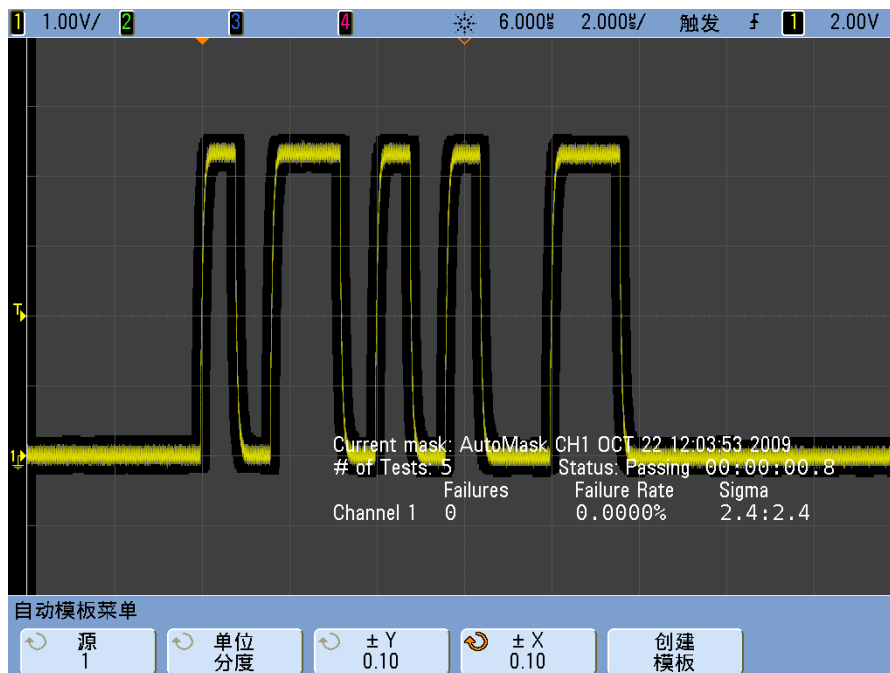 1 1.00V/ 2 3 4 6.000µs 2.000µs/ 触发 1 2.00V
T
1
Current mask: AutoMask CH1 OCT 22 12:03:53 2009
# of Tests: 5 Status: Passing 00:00:00.8
Failures Failure Rate Sigma
Channel 1 0 0.0000% 2.4:2.4
自动模板菜单
源 单位 ± Y ± X 创建
1 分度 0.10 0.10 模板